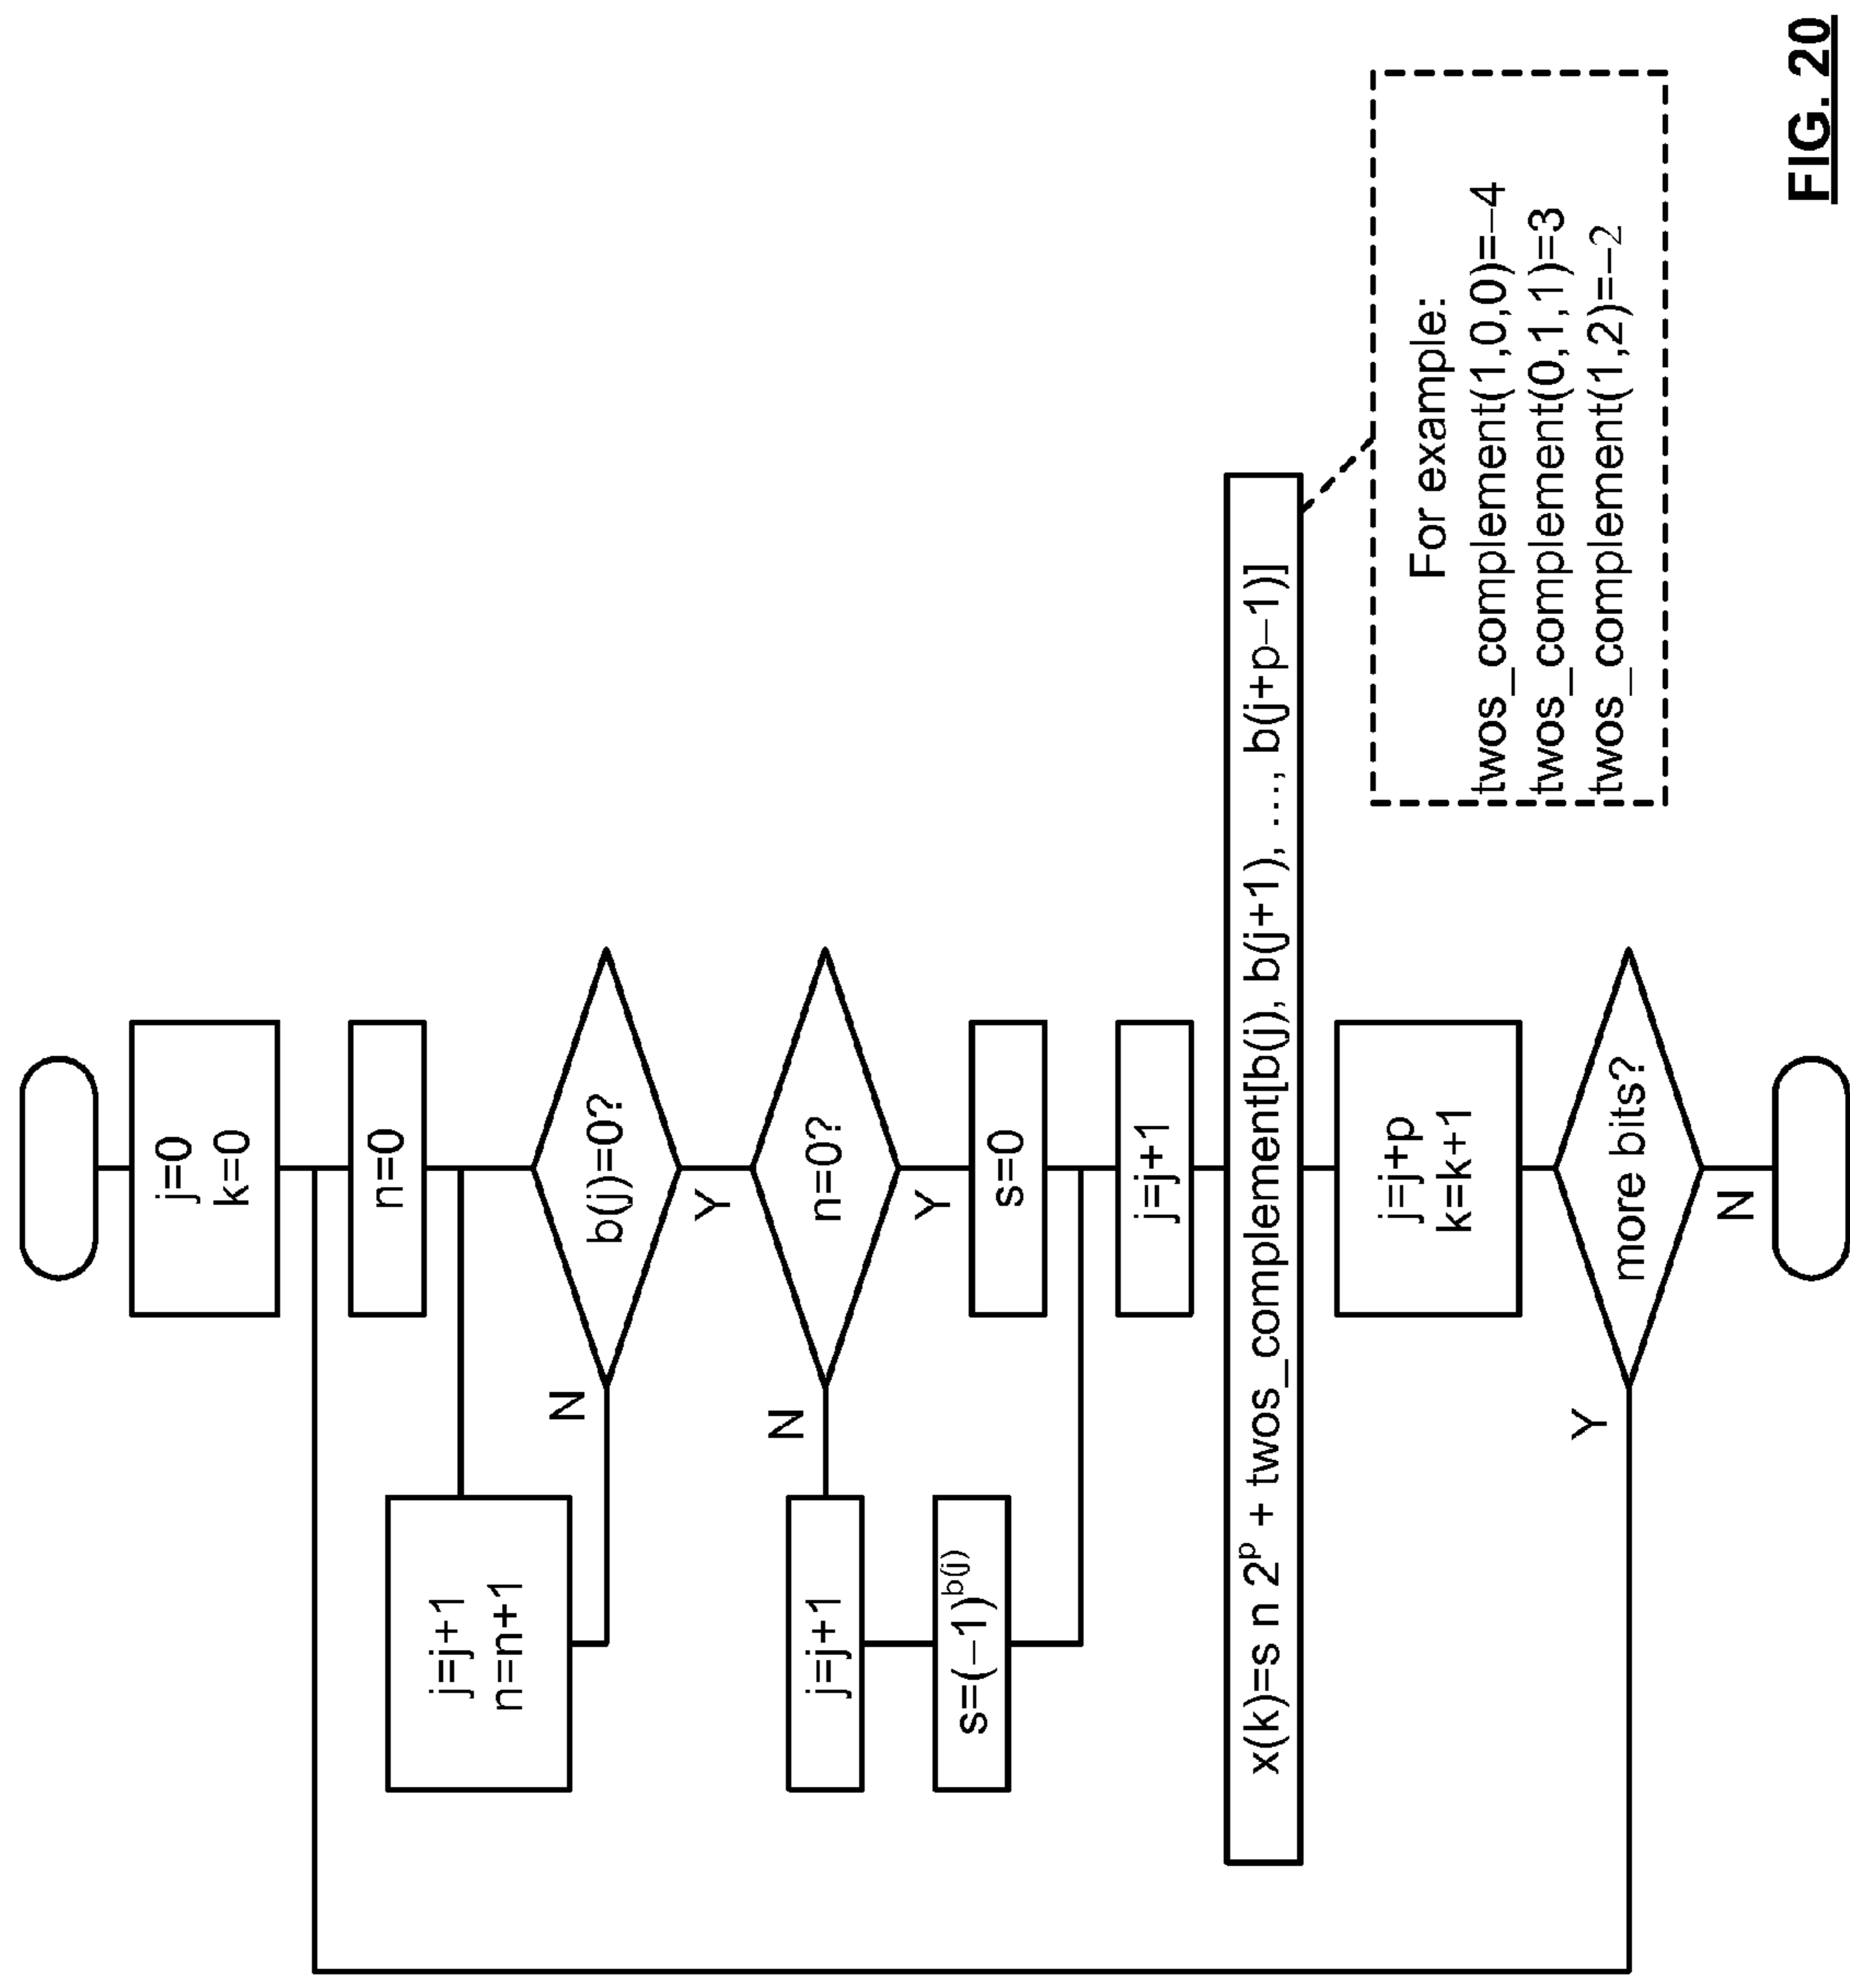 j=0
k=0
n=0
j=j+1
n=n+1
b(j)=0?
N
Y
n=0?
N
Y
j=j+1
s=(−1)^b(j)
s=0
j=j+1
x(k)=s n 2^p + twos_complement[b(j), b(j+1), ..., b(j+p−1)]
For example:
twos_complement(1,0,0)=−4
twos_complement(0,1,1)=3
twos_complement(1,2)=−2
j=j+p
k=k+1
more bits?
Y
N
FIG. 20